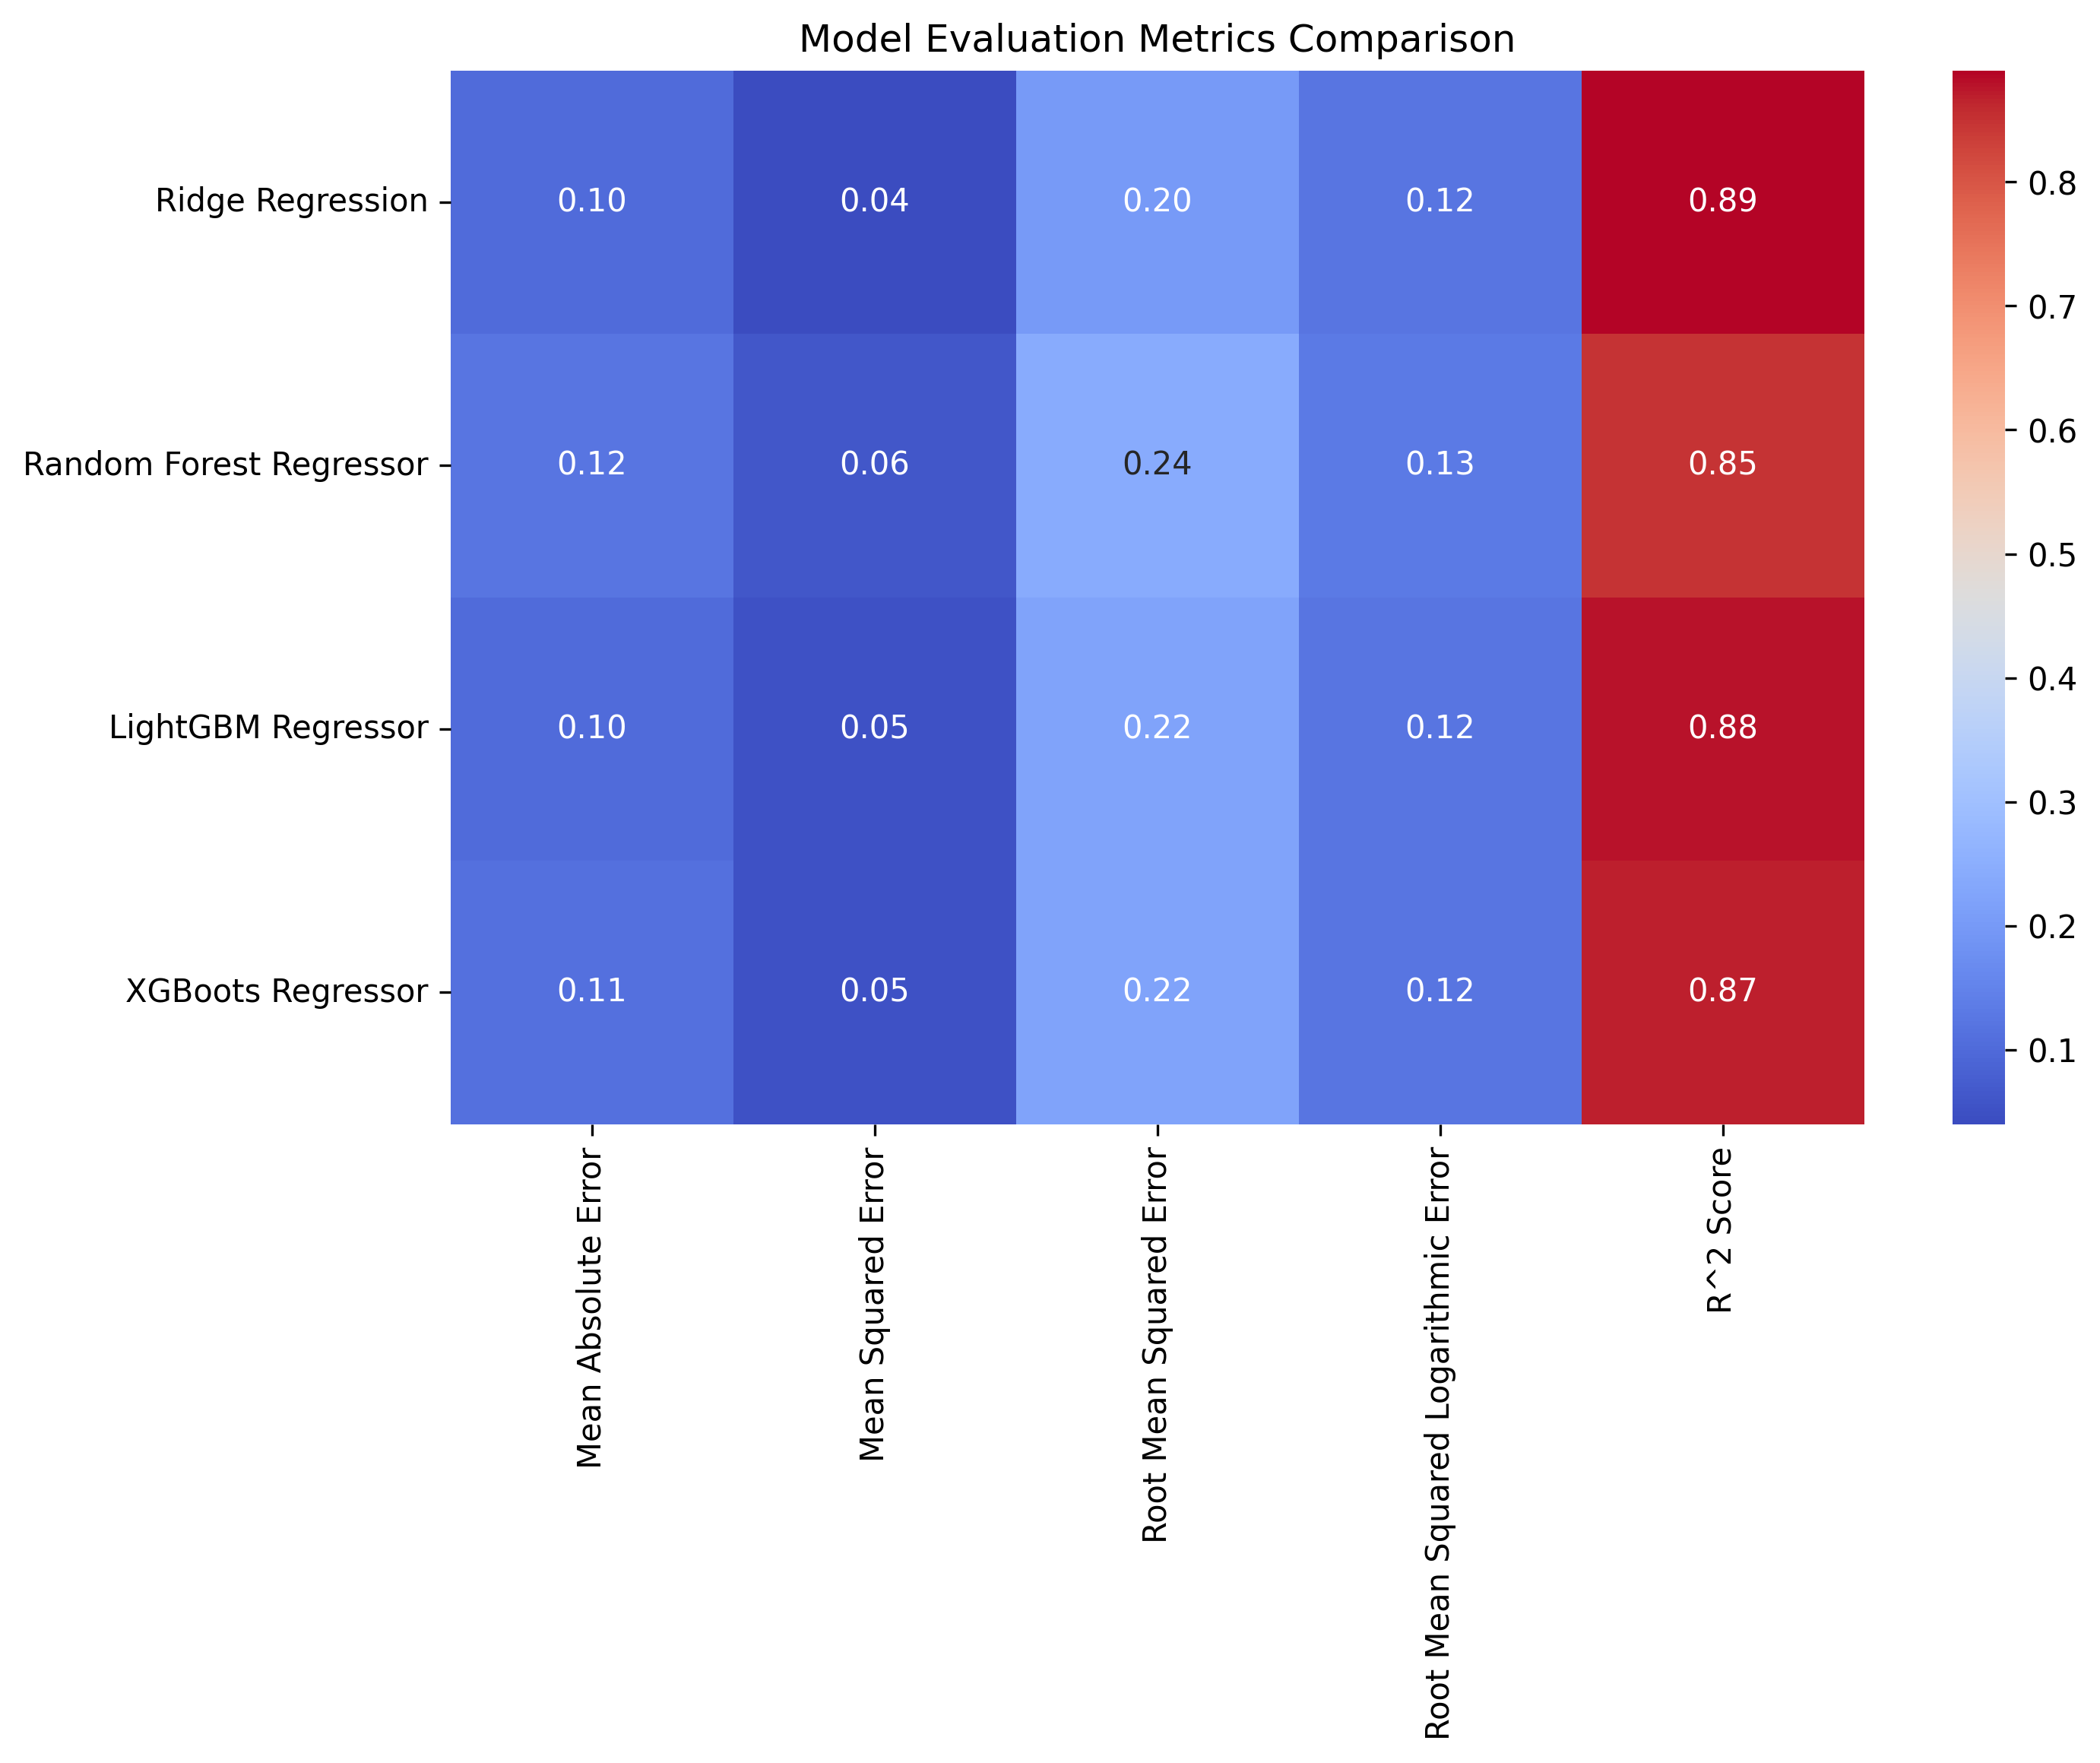 Model Evaluation Metrics Comparison
Ridge Regression 0.10 0.04 0.20 0.12 0.89
Random Forest Regressor 0.12 0.06 0.24 0.13 0.85
LightGBM Regressor 0.10 0.05 0.22 0.12 0.88
XGBoots Regressor 0.11 0.05 0.22 0.12 0.87
Mean Absolute Error
Mean Squared Error
Root Mean Squared Error
Root Mean Squared Logarithmic Error
R^2 Score
0.8
0.7
0.6
0.5
0.4
0.3
0.2
0.1